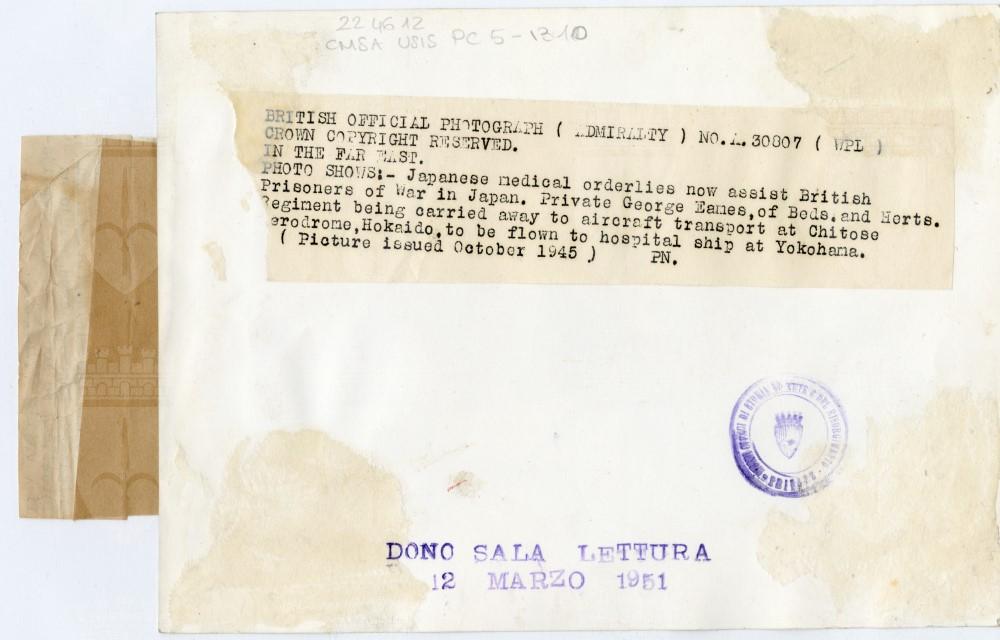 224612
CMSA USIS PC 5-1310
BRITISH OFFICIAL PHOTOGRAPH ( ADMIRALTY ) NO.A.30807 ( WPL )
CROWN COPYRIGHT RESERVED.
IN THE FAR EAST.
PHOTO SHOWS:- Japanese medical orderlies now assist British
Prisoners of War in Japan. Private George Eames,of Beds.and Herts.
Regiment being carried away to aircraft transport at Chitose
erodrome,Hokaido,to be flown to hospital ship at Yokohama.
( Picture issued October 1945 ) PN.
TRIESTE
DONO SALA LETTURA
12 MARZO 1951